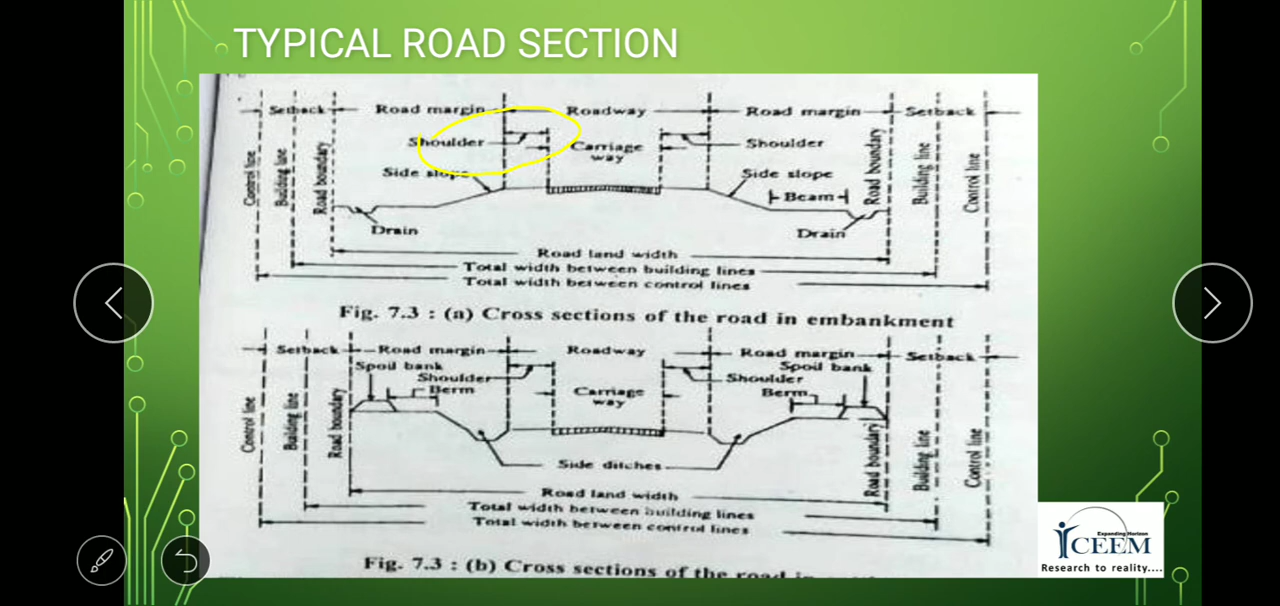 TYPICAL ROAD SECTION
Setback Road margin Roadway Road margin Setback
Shoulder Carriage way Shoulder
Control line
Building line
Road boundary
Side slope
Side slope
Beam
Road boundary
Building line
Control line
Drain
Drain
Road land width
Total width between building lines
Total width between control lines
Fig. 7.3 : (a) Cross sections of the road in embankment
Setback Road margin Roadway Road margin Setback
Spoil bank
Spoil bank
Shoulder
Shoulder
Berm
Carriage way
Berm
Control line
Building line
Road boundary
Road boundary
Building line
Control line
Side ditches
Road land width
Total width between building lines
Total width between control lines
Fig. 7.3 : (b) Cross sections of the road in
Expanding Horizon
iCEEM
Research to reality....